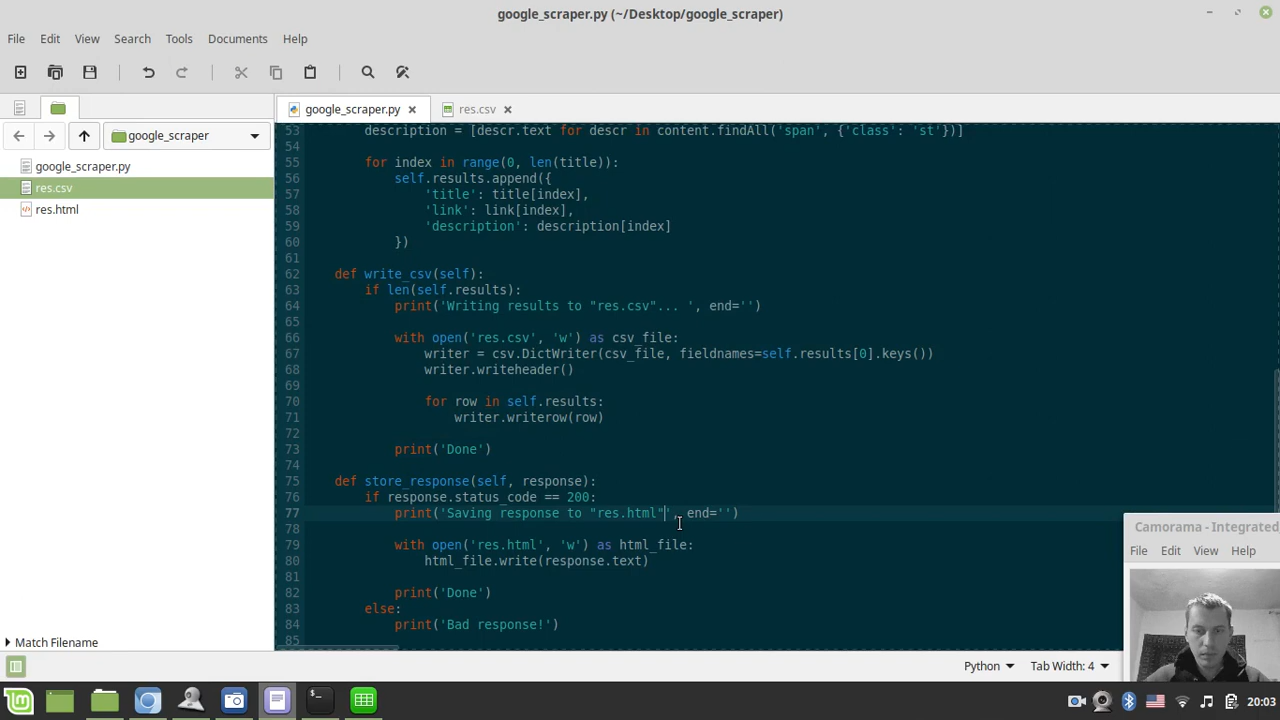 google_scraper.py (~/Desktop/google_scraper)
File Edit View Search Tools Documents Help
google_scraper.py res.csv
google_scraper
google_scraper.py
res.csv
res.html
53 description = [descr.text for descr in content.findAll('span', {'class': 'st'})]
54
55 for index in range(0, len(title)):
56 self.results.append({
57 'title': title[index],
58 'link': link[index],
59 'description': description[index]
60 })
61
62 def write_csv(self):
63 if len(self.results):
64 print('Writing results to "res.csv"... ', end='')
65
66 with open('res.csv', 'w') as csv_file:
67 writer = csv.DictWriter(csv_file, fieldnames=self.results[0].keys())
68 writer.writeheader()
69
70 for row in self.results:
71 writer.writerow(row)
72
73 print('Done')
74
75 def store_response(self, response):
76 if response.status_code == 200:
77 print('Saving response to "res.html"', end='')
78
79 with open('res.html', 'w') as html_file:
80 html_file.write(response.text)
81
82 print('Done')
83 else:
84 print('Bad response!')
85
Match Filename
Python Tab Width: 4
Camorama - Integrated
File Edit View Help
20:03